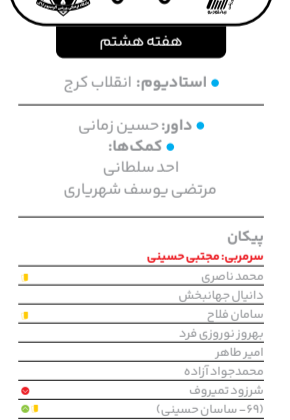 هفته هشتم
استادیوم: انقلاب کرج
داور: حسین زمانی
کمک‌ها:
احد سلطانی
مرتضی یوسف شهریاری
پیکان
سرمربی: مجتبی حسینی
محمد ناصری
دانیال جهانبخش
سامان فلاح
بهروز نوروزی فرد
امیر طاهر
محمدجواد آزاده
شرزود تمیروف
(۶۹- ساسان حسینی)